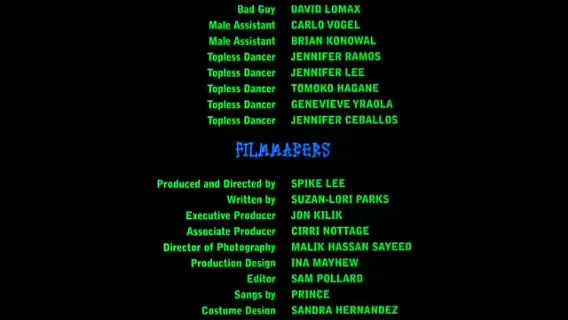 Bad Guy DAVID LOMAX
Male Assistant CARLO VOGEL
Male Assistant BRIAN KONOWAL
Topless Dancer JENNIFER RAMOS
Topless Dancer JENNIFER LEE
Topless Dancer TOMOKO HAGANE
Topless Dancer GENEVIEVE YRAOLA
Topless Dancer JENNIFER CEBALLOS
FILMMAKERS
Produced and Directed by SPIKE LEE
Written by SUZAN-LORI PARKS
Executive Producer JON KILIK
Associate Producer CIRRI NOTTAGE
Director of Photography MALIK HASSAN SAYEED
Production Design INA MAYHEW
Editor SAM POLLARD
Songs by PRINCE
Costume Design SANDRA HERNANDEZ